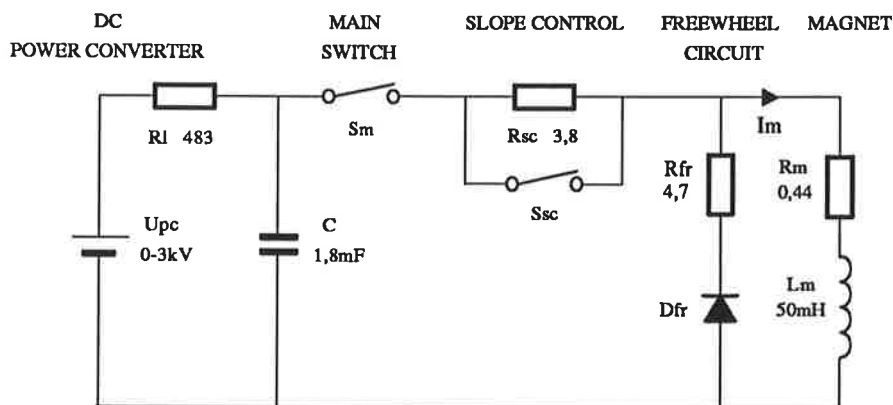 DC
POWER CONVERTER
MAIN
SWITCH
SLOPE CONTROL
FREEWHEEL
CIRCUIT
MAGNET
Rl 483
Sm
Rsc 3,8
Ssc
Im
Rfr
4,7
Rm
0,44
Upc
0-3kV
C
1,8mF
Dfr
Lm
50mH